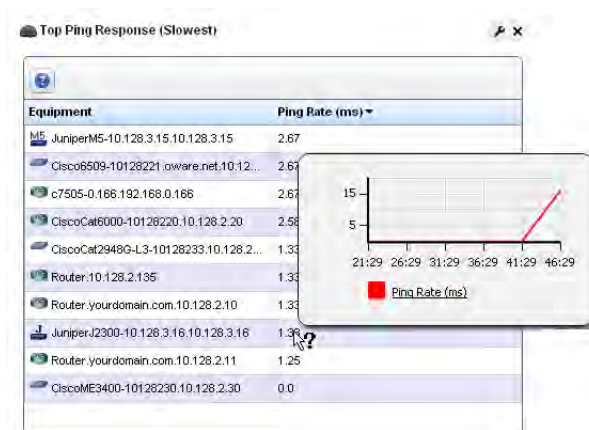 Top Ping Response (Slowest)
Equipment Ping Rate (ms)
M5 JuniperM5-10.128.3.15.10.128.3.15 2.67
Cisco6509-10128221.oware.net.10.12... 2.67
c7505-0.166.192.168.0.166 2.67
CiscoCat6000-10128220.10.128.2.20 2.58
CiscoCat2948G-L3-10128233.10.128.2... 1.33
Router.10.128.2.135 1.33
Router.yourdomain.com.10.128.2.10 1.33
J JuniperJ2300-10.128.3.16.10.128.3.16
Router.yourdomain.com.10.128.2.11 1.25
CiscoME3400-10128230.10.128.2.30 0.0
15
5
21:29 26:29 31:29 36:29 41:29 46:29
Ping Rate (ms)